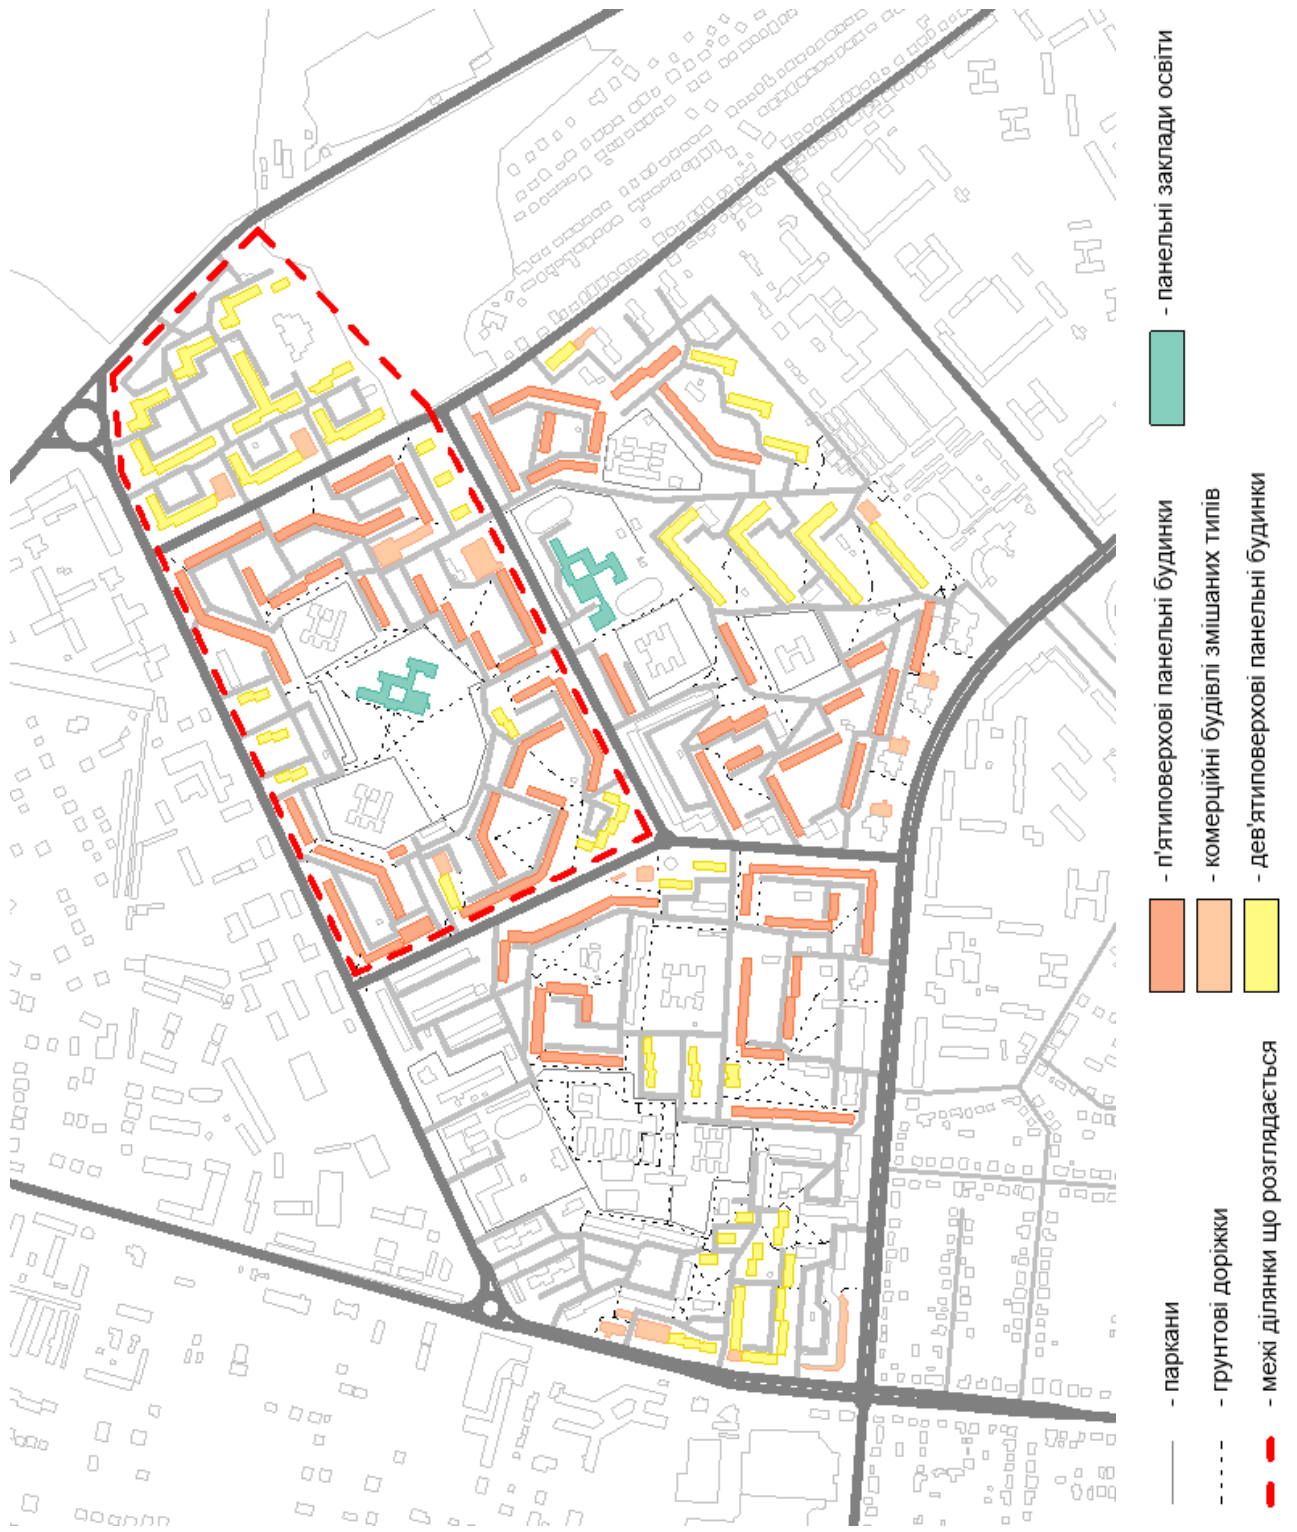 - паркани
- грунтові доріжки
- межі ділянки що розглядається
- п'ятиповерхові панельні будинки
- комерційні будівлі змішаних типів
- дев'ятиповерхові панельні будинки
- панельні заклади освіти